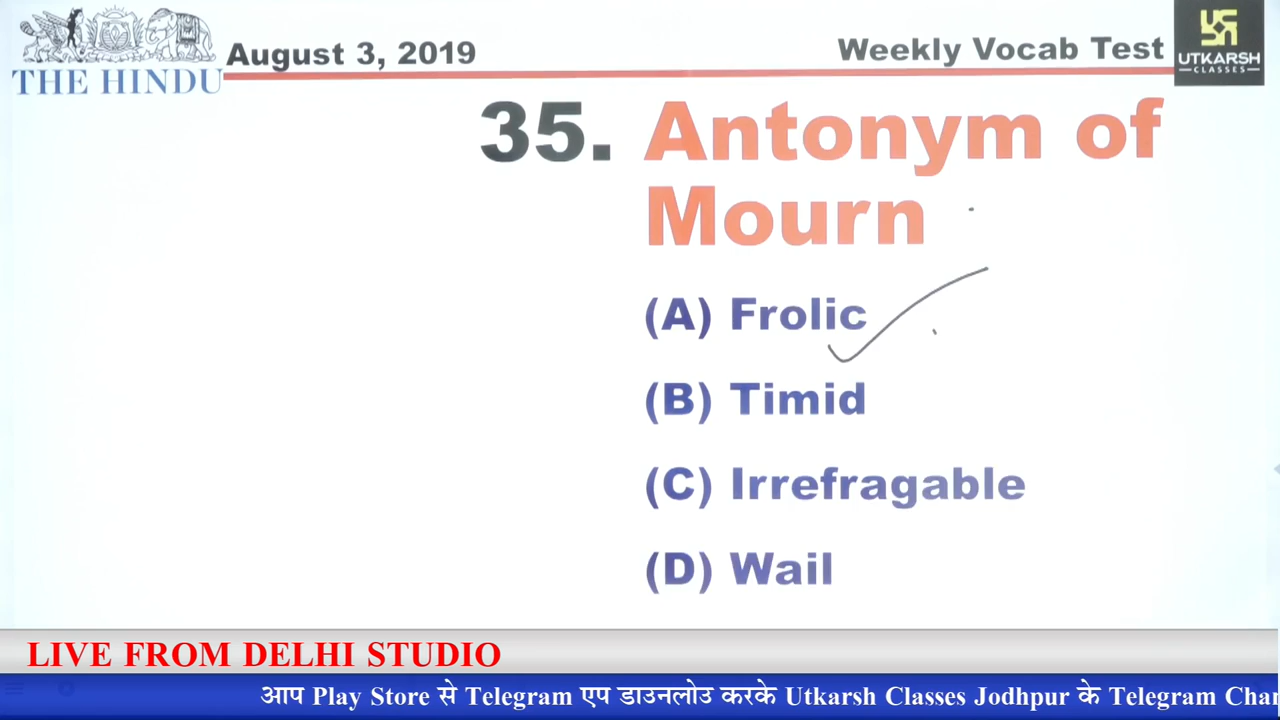 THE HINDU
August 3, 2019
Weekly Vocab Test
UTKARSH
CLASSES
35. Antonym of
Mourn
(A) Frolic
(B) Timid
(C) Irrefragable
(D) Wail
LIVE FROM DELHI STUDIO
आप Play Store से Telegram एप डाउनलोउ करके Utkarsh Classes Jodhpur के Telegram Chan